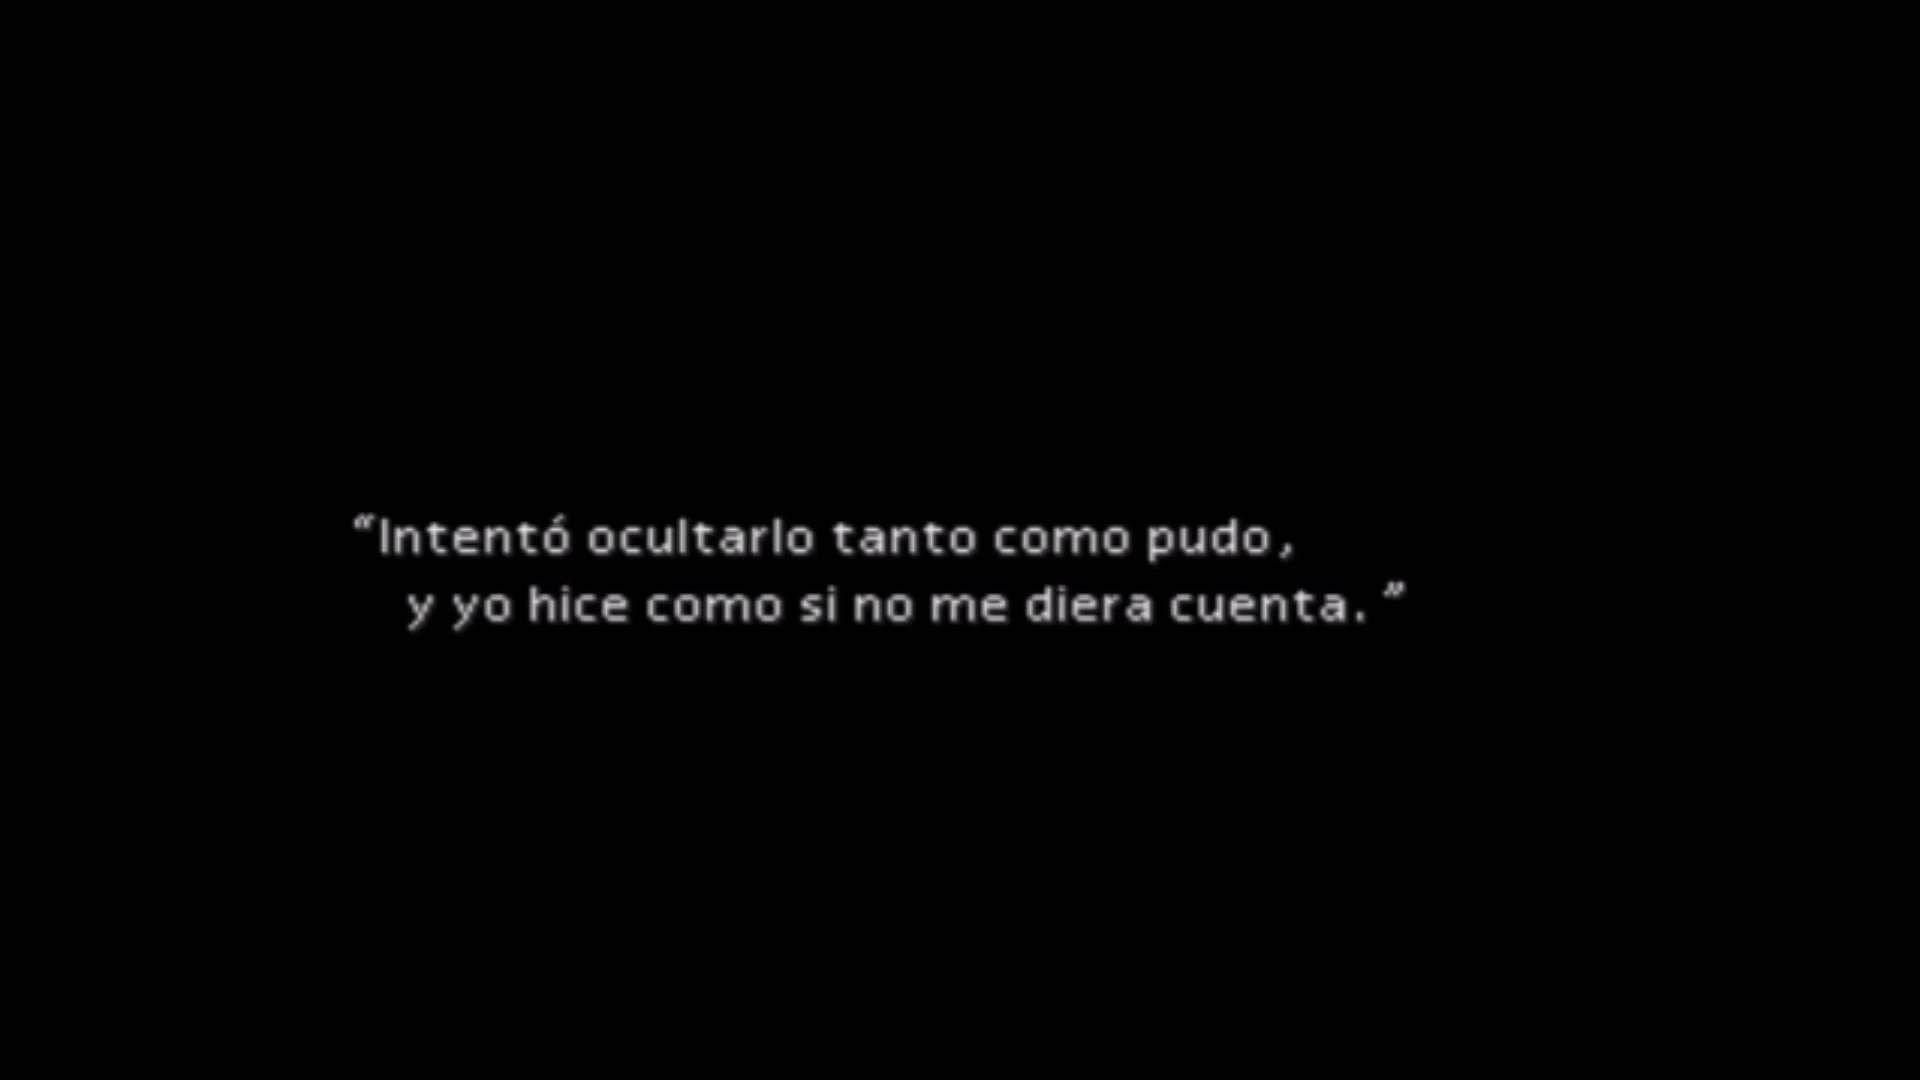 “Intentó ocultarlo tanto como pudo,
y yo hice como si no me diera cuenta.”